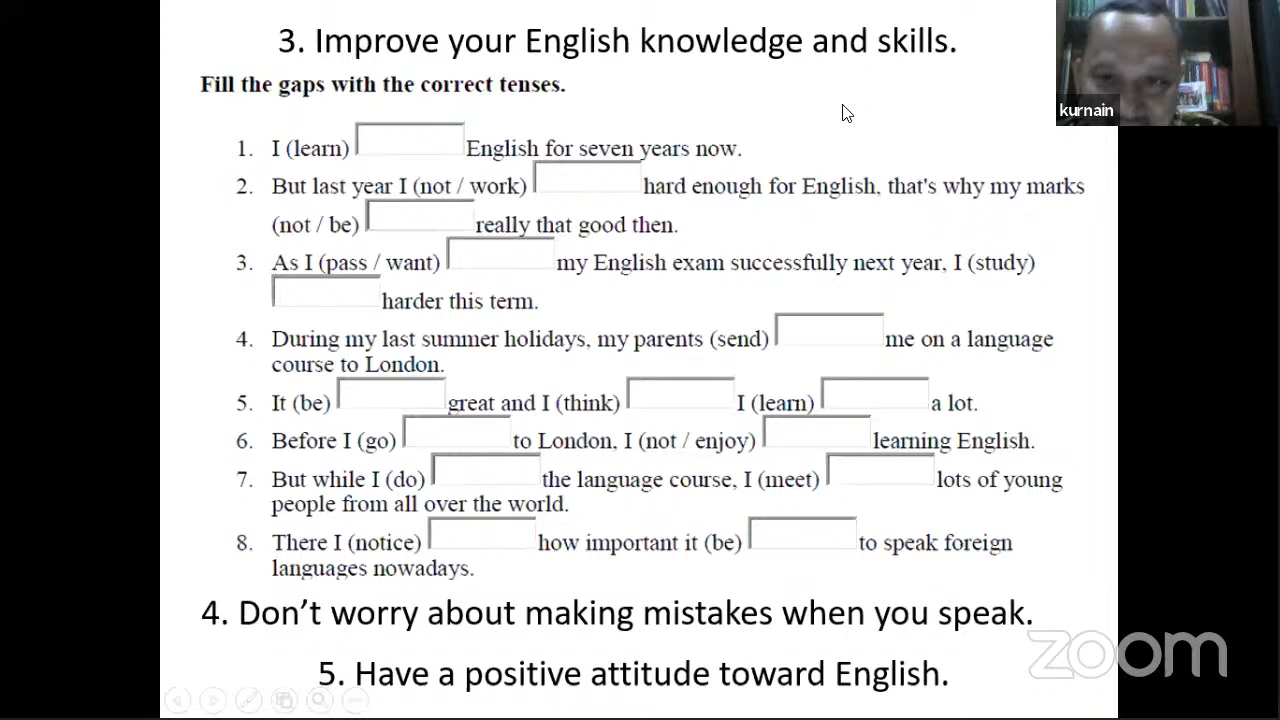 3. Improve your English knowledge and skills.
Fill the gaps with the correct tenses.
kurnain
1. I (learn) English for seven years now.
2. But last year I (not / work) hard enough for English, that's why my marks
(not / be) really that good then.
3. As I (pass / want) my English exam successfully next year, I (study)
harder this term.
4. During my last summer holidays, my parents (send) me on a language
course to London.
5. It (be) great and I (think) I (learn) a lot.
6. Before I (go) to London, I (not / enjoy) learning English.
7. But while I (do) the language course, I (meet) lots of young
people from all over the world.
8. There I (notice) how important it (be) to speak foreign
languages nowadays.
4. Don’t worry about making mistakes when you speak.
5. Have a positive attitude toward English.
zoom